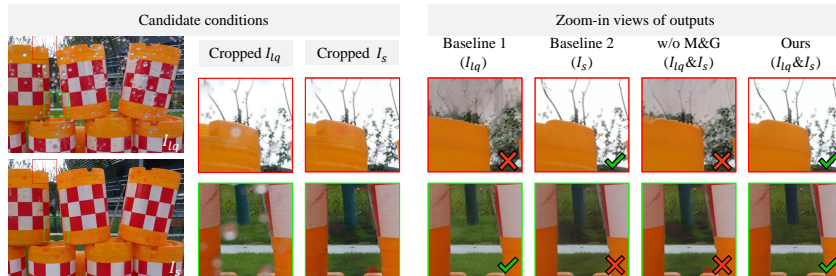 Candidate conditions
Zoom-in views of outputs
Cropped I_lq
Cropped I_s
Baseline 1
(I_lq)
Baseline 2
(I_s)
w/o M&G
(I_lq&I_s)
Ours
(I_lq&I_s)
I_lq
I_s